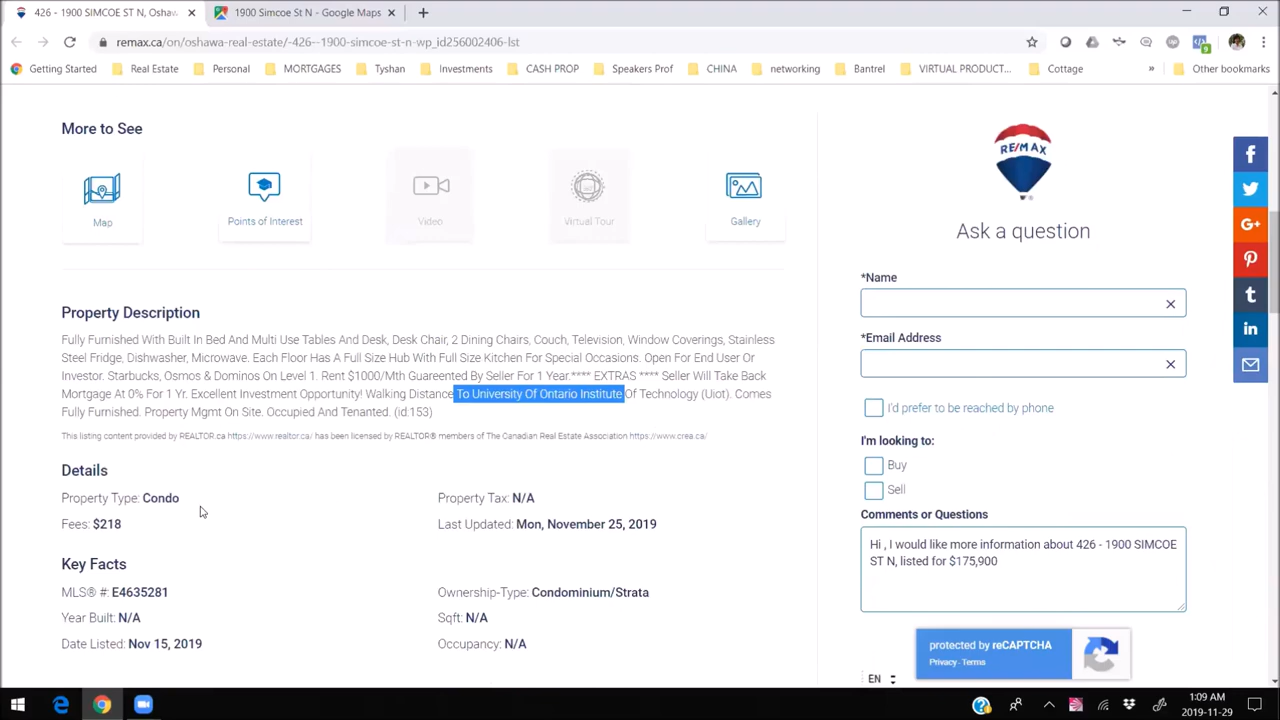 426 - 1900 SIMCOE ST N, Oshaw
1900 Simcoe St N - Google Maps
remax.ca/on/oshawa-real-estate/-426--1900-simcoe-st-n-wp_id256002406-lst
Getting Started
Real Estate
Personal
MORTGAGES
Tyshan
Investments
CASH PROP
Speakers Prof
CHINA
networking
Bantrel
VIRTUAL PRODUCT...
Cottage
»
Other bookmarks
9
More to See
Map
Points of Interest
Video
Virtual Tour
Gallery
Property Description
Fully Furnished With Built In Bed And Multi Use Tables And Desk, Desk Chair, 2 Dining Chairs, Couch, Television, Window Coverings, Stainless
Steel Fridge, Dishwasher, Microwave. Each Floor Has A Full Size Hub With Full Size Kitchen For Special Occasions. Open For End User Or
Investor. Starbucks, Osmos & Dominos On Level 1. Rent $1000/Mth Guareented By Seller For 1 Year.**** EXTRAS **** Seller Will Take Back
Mortgage At 0% For 1 Yr. Excellent Investment Opportunity! Walking Distance To University Of Ontario Institute Of Technology (Uiot). Comes
Fully Furnished. Property Mgmt On Site. Occupied And Tenanted. (id:153)
This listing content provided by REALTOR.ca https://www.realtor.ca/ has been licensed by REALTOR® members of The Canadian Real Estate Association https://www.crea.ca/
Details
Property Type: Condo
Property Tax: N/A
Fees: $218
Last Updated: Mon, November 25, 2019
Key Facts
MLS® #: E4635281
Ownership-Type: Condominium/Strata
Year Built: N/A
Sqft: N/A
Date Listed: Nov 15, 2019
Occupancy: N/A
RE/MAX
Ask a question
*Name
*Email Address
I'd prefer to be reached by phone
I'm looking to:
Buy
Sell
Comments or Questions
Hi , I would like more information about 426 - 1900 SIMCOE
ST N, listed for $175,900
protected by reCAPTCHA
Privacy - Terms
EN
f
G+
t
in
1:09 AM
2019-11-29